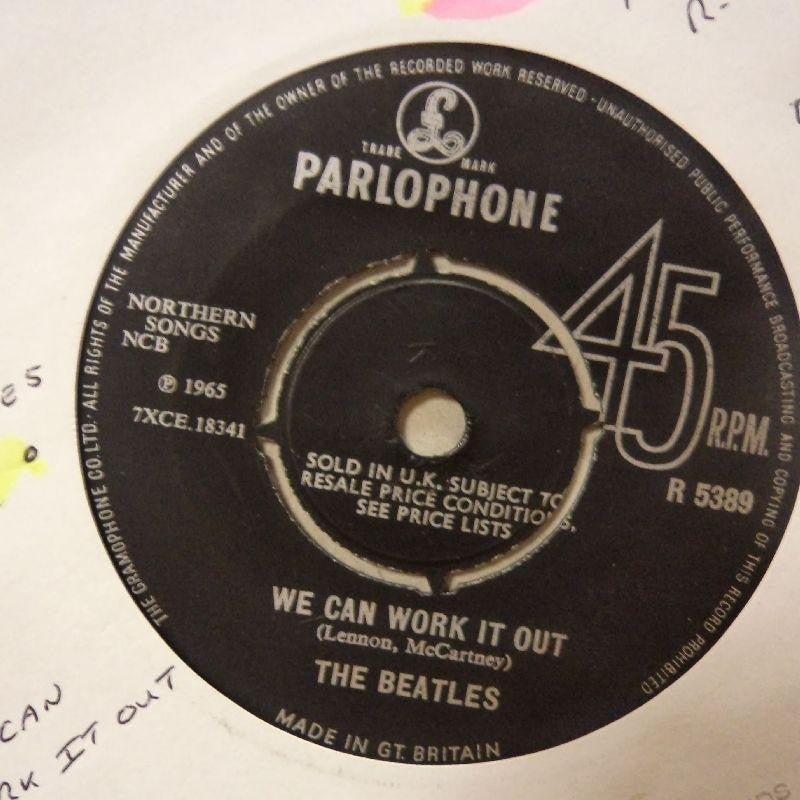 THE GRAMOPHONE CO. LTD. · ALL RIGHTS OF THE MANUFACTURER AND OF THE OWNER OF THE RECORDED WORK RESERVED · UNAUTHORISED PUBLIC PERFORMANCE BROADCASTING AND COPYING OF THIS RECORD PROHIBITED
£
TRADE MARK
PARLOPHONE
45
R.P.M.
R 5389
NORTHERN
SONGS
NCB
℗ 1965
7XCE.18341
SOLD IN U.K. SUBJECT TO
RESALE PRICE CONDITIONS,
SEE PRICE LISTS
WE CAN WORK IT OUT
(Lennon, McCartney)
THE BEATLES
MADE IN GT. BRITAIN
CAN
RK IT OUT